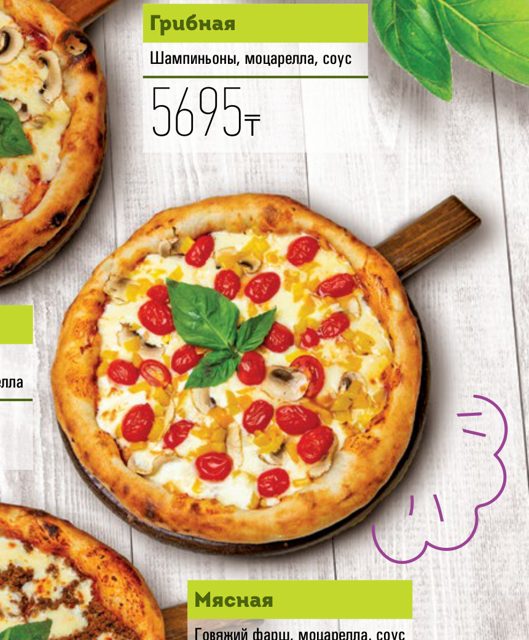 Грибная
Шампиньоны, моцарелла, соус
5695₸
Мясная
Говяжий фарш, моцарелла, соус